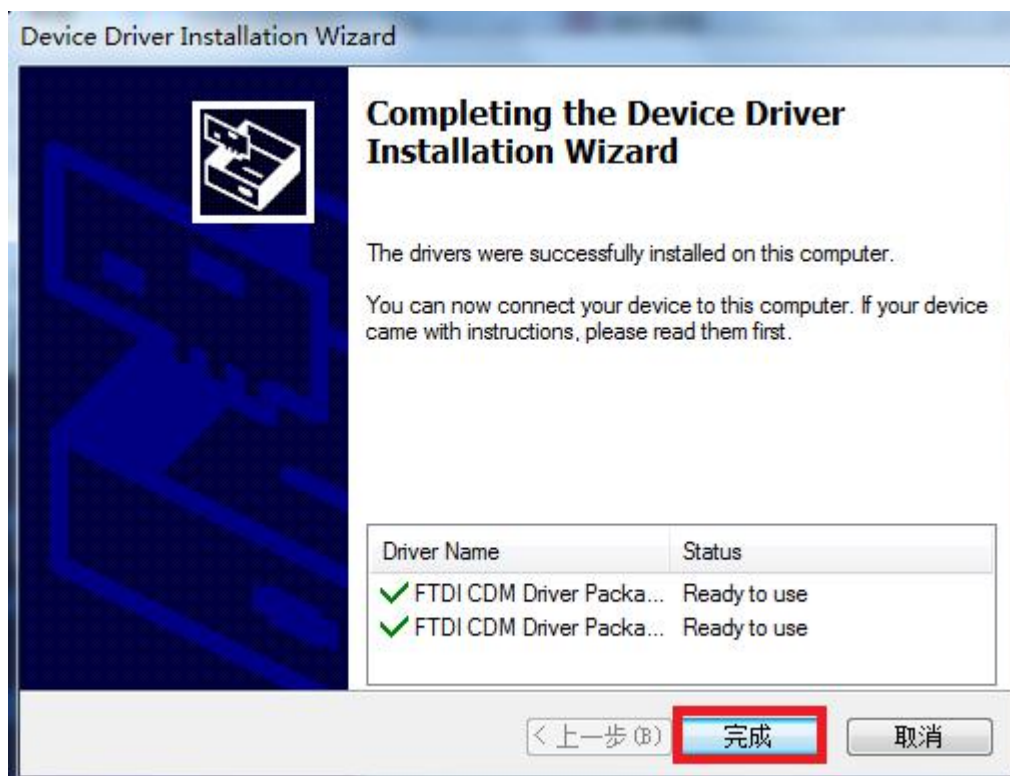 Device Driver Installation Wizard
Completing the Device Driver
Installation Wizard
The drivers were successfully installed on this computer.
You can now connect your device to this computer. If your device
came with instructions, please read them first.
Driver Name Status
FTDI CDM Driver Packa... Ready to use
FTDI CDM Driver Packa... Ready to use
< 上一步(B) 完成 取消